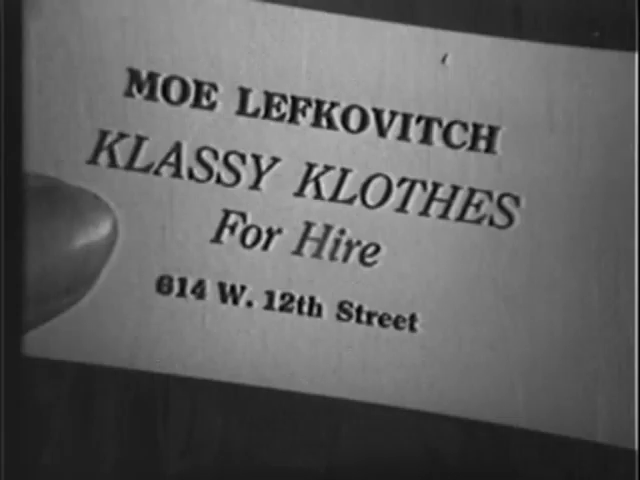 MOE LEFKOVITCH
KLASSY KLOTHES
For Hire
614 W. 12th Street